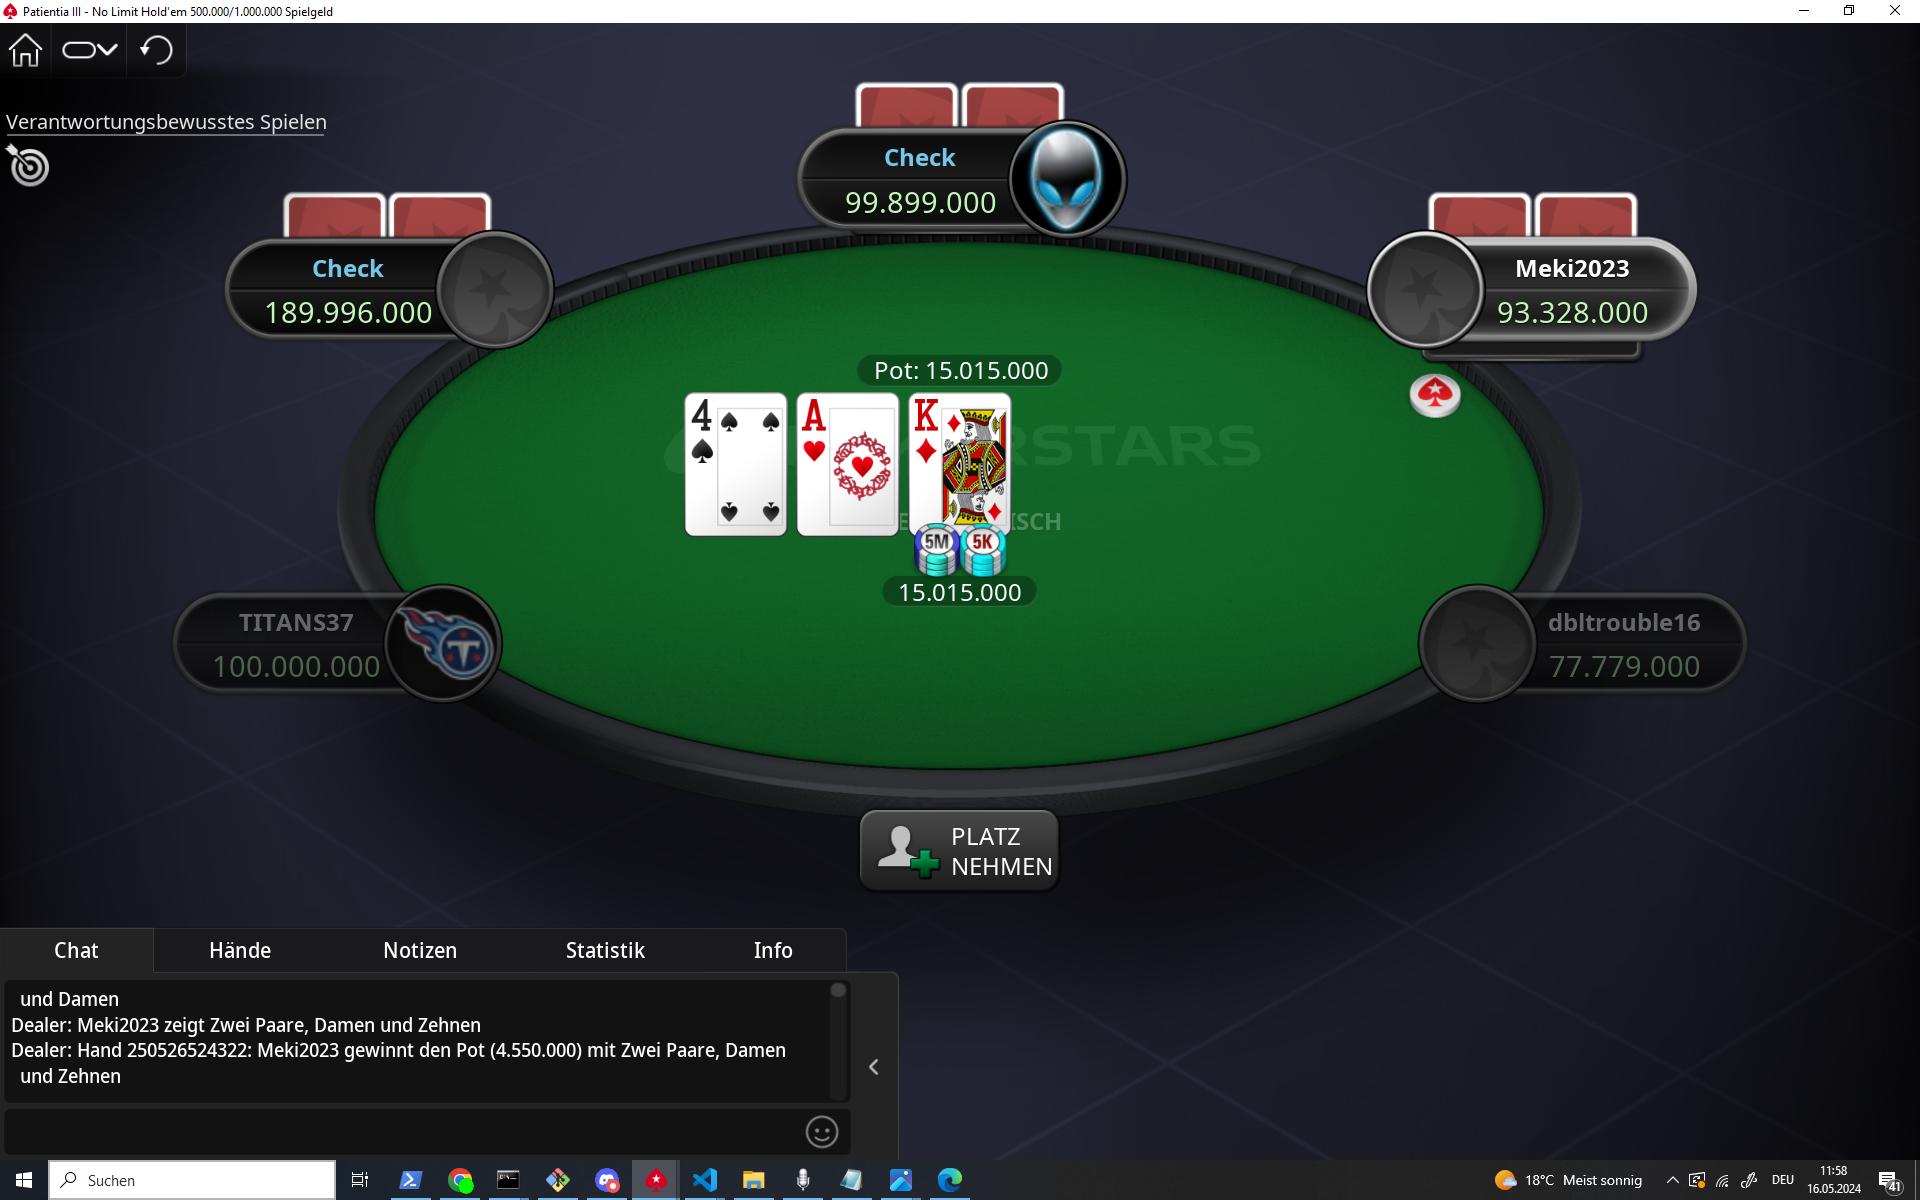 Patientia III - No Limit Hold'em 500.000/1.000.000 Spielgeld
Verantwortungsbewusstes Spielen
Check
99.899.000
Check
189.996.000
Meki2023
93.328.000
Pot: 15.015.000
4
A
K
RSTARS
ISCH
5M
5K
15.015.000
TITANS37
100.000.000
T
dbltrouble16
77.779.000
PLATZ
NEHMEN
Chat
Hände
Notizen
Statistik
Info
und Damen
Dealer: Meki2023 zeigt Zwei Paare, Damen und Zehnen
Dealer: Hand 250526524322: Meki2023 gewinnt den Pot (4.550.000) mit Zwei Paare, Damen
und Zehnen
Suchen
18°C Meist sonnig
DEU
11:58
16.05.2024
41